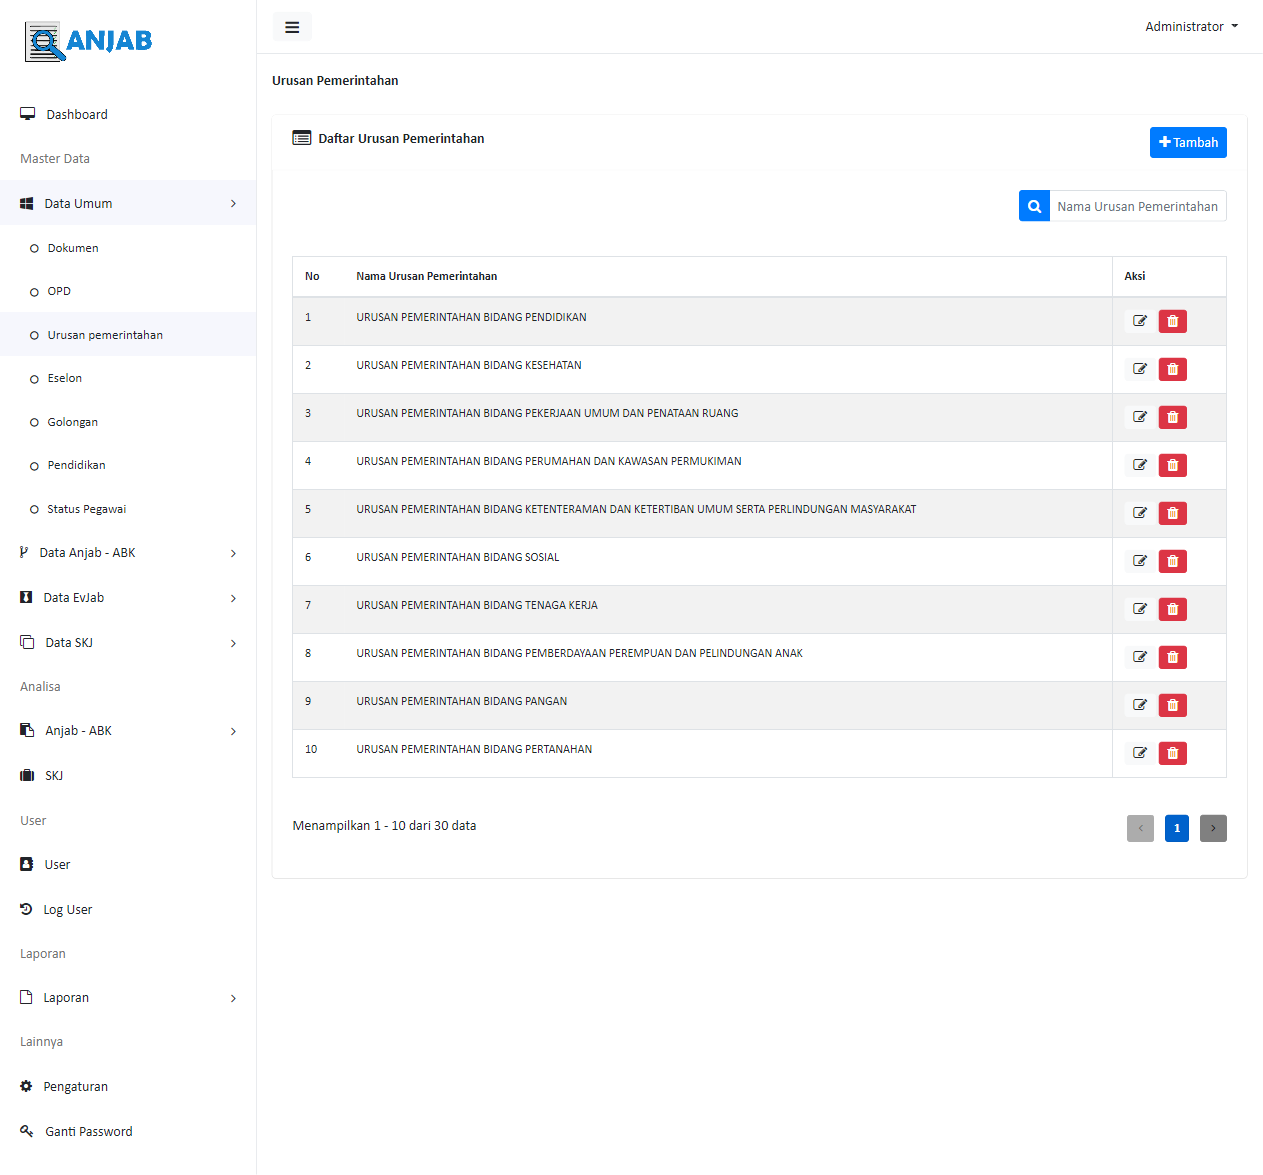 ANJAB
Administrator
Dashboard
Master Data
Data Umum
Dokumen
OPD
Urusan pemerintahan
Eselon
Golongan
Pendidikan
Status Pegawai
Data Anjab - ABK
Data EvJab
Data SKJ
Analisa
Anjab - ABK
SKJ
User
User
Log User
Laporan
Laporan
Lainnya
Pengaturan
Ganti Password
Urusan Pemerintahan
Daftar Urusan Pemerintahan
Tambah
Nama Urusan Pemerintahan
No Nama Urusan Pemerintahan Aksi
1 URUSAN PEMERINTAHAN BIDANG PENDIDIKAN
2 URUSAN PEMERINTAHAN BIDANG KESEHATAN
3 URUSAN PEMERINTAHAN BIDANG PEKERJAAN UMUM DAN PENATAAN RUANG
4 URUSAN PEMERINTAHAN BIDANG PERUMAHAN DAN KAWASAN PERMUKIMAN
5 URUSAN PEMERINTAHAN BIDANG KETENTERAMAN DAN KETERTIBAN UMUM SERTA PERLINDUNGAN MASYARAKAT
6 URUSAN PEMERINTAHAN BIDANG SOSIAL
7 URUSAN PEMERINTAHAN BIDANG TENAGA KERJA
8 URUSAN PEMERINTAHAN BIDANG PEMBERDAYAAN PEREMPUAN DAN PELINDUNGAN ANAK
9 URUSAN PEMERINTAHAN BIDANG PANGAN
10 URUSAN PEMERINTAHAN BIDANG PERTANAHAN
Menampilkan 1 - 10 dari 30 data
‹ 1 ›